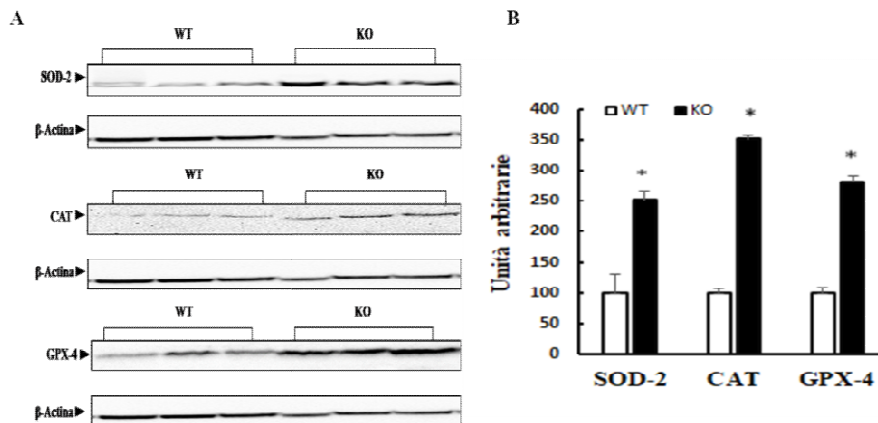 A
WT KO
SOD-2
β-Actina
WT KO
CAT
β-Actina
WT KO
GPX-4
β-Actina
B
WT KO
Unità arbitrarie
400
350
300
250
200
150
100
50
0
* * *
SOD-2 CAT GPX-4